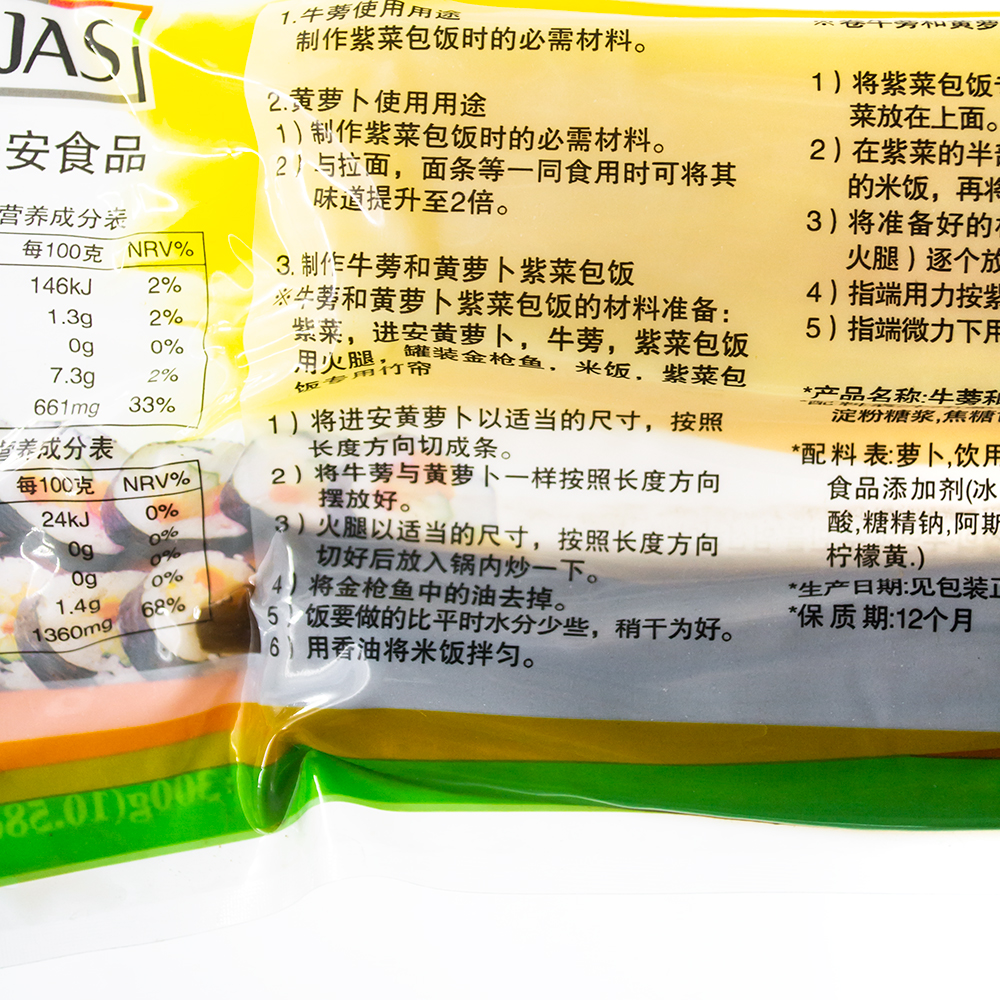 JAS
安食品
营养成分表
每100克 NRV%
146kJ 2%
1.3g 2%
0g 0%
7.3g 2%
661mg 33%
营养成分表
每100克 NRV%
24kJ 0%
0g 0%
0g 0%
1.4g 0%
1360mg 68%
1.牛蒡使用用途
制作紫菜包饭时的必需材料。
2.黄萝卜使用用途
1）制作紫菜包饭时的必需材料。
2）与拉面，面条等一同食用时可将其
味道提升至2倍。
3.制作牛蒡和黄萝卜紫菜包饭
※牛蒡和黄萝卜紫菜包饭的材料准备：
紫菜，进安黄萝卜，牛蒡，紫菜包饭
用火腿，罐装金枪鱼，米饭，紫菜包
饭专用竹帘
1）将进安黄萝卜以适当的尺寸，按照
长度方向切成条。
2）将牛蒡与黄萝卜一样按照长度方向
摆放好。
3）火腿以适当的尺寸，按照长度方向
切好后放入锅内炒一下。
4）将金枪鱼中的油去掉。
5）饭要做的比平时水分少些，稍干为好。
6）用香油将米饭拌匀。
※卷牛蒡和黄萝
1）将紫菜包饭
菜放在上面。
2）在紫菜的半
的米饭，再将
3）将准备好的
火腿）逐个放
4）指端用力按紫
5）指端微力下用
*产品名称:牛蒡和
淀粉糖浆,焦糖
*配料表:萝卜,饮用
食品添加剂(冰
酸,糖精钠,阿斯
柠檬黄.)
*生产日期:见包装正
*保质期:12个月
300g(10.58